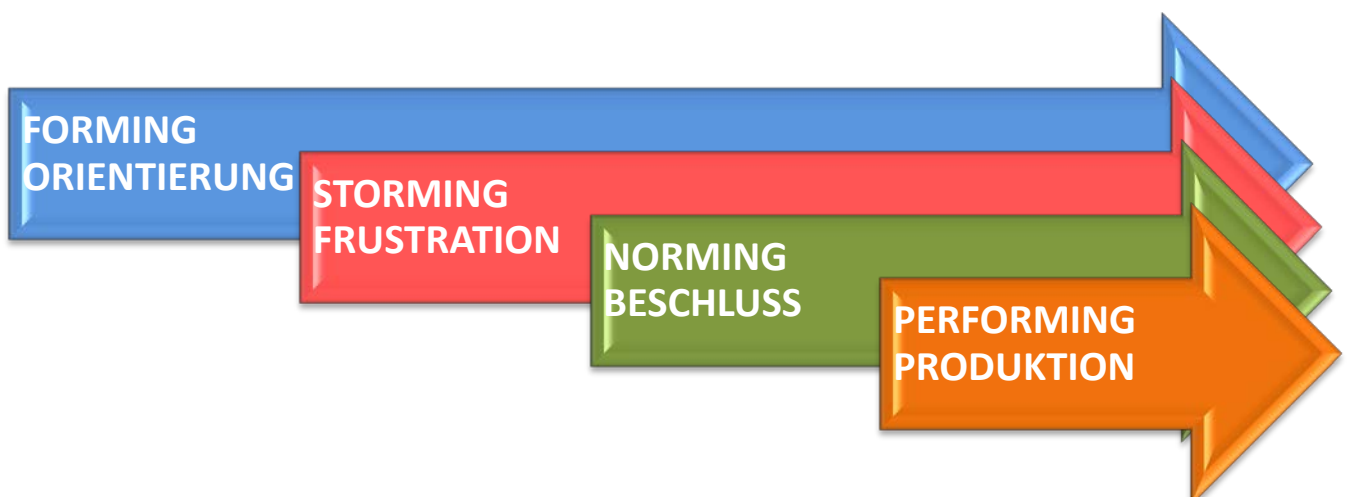 FORMING
ORIENTIERUNG
STORMING
FRUSTRATION
NORMING
BESCHLUSS
PERFORMING
PRODUKTION